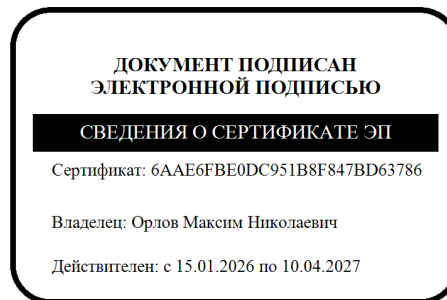 ДОКУМЕНТ ПОДПИСАН
ЭЛЕКТРОННОЙ ПОДПИСЬЮ
СВЕДЕНИЯ О СЕРТИФИКАТЕ ЭП
Сертификат: 6AAE6FBE0DC951B8F847BD63786
Владелец: Орлов Максим Николаевич
Действителен: с 15.01.2026 по 10.04.2027